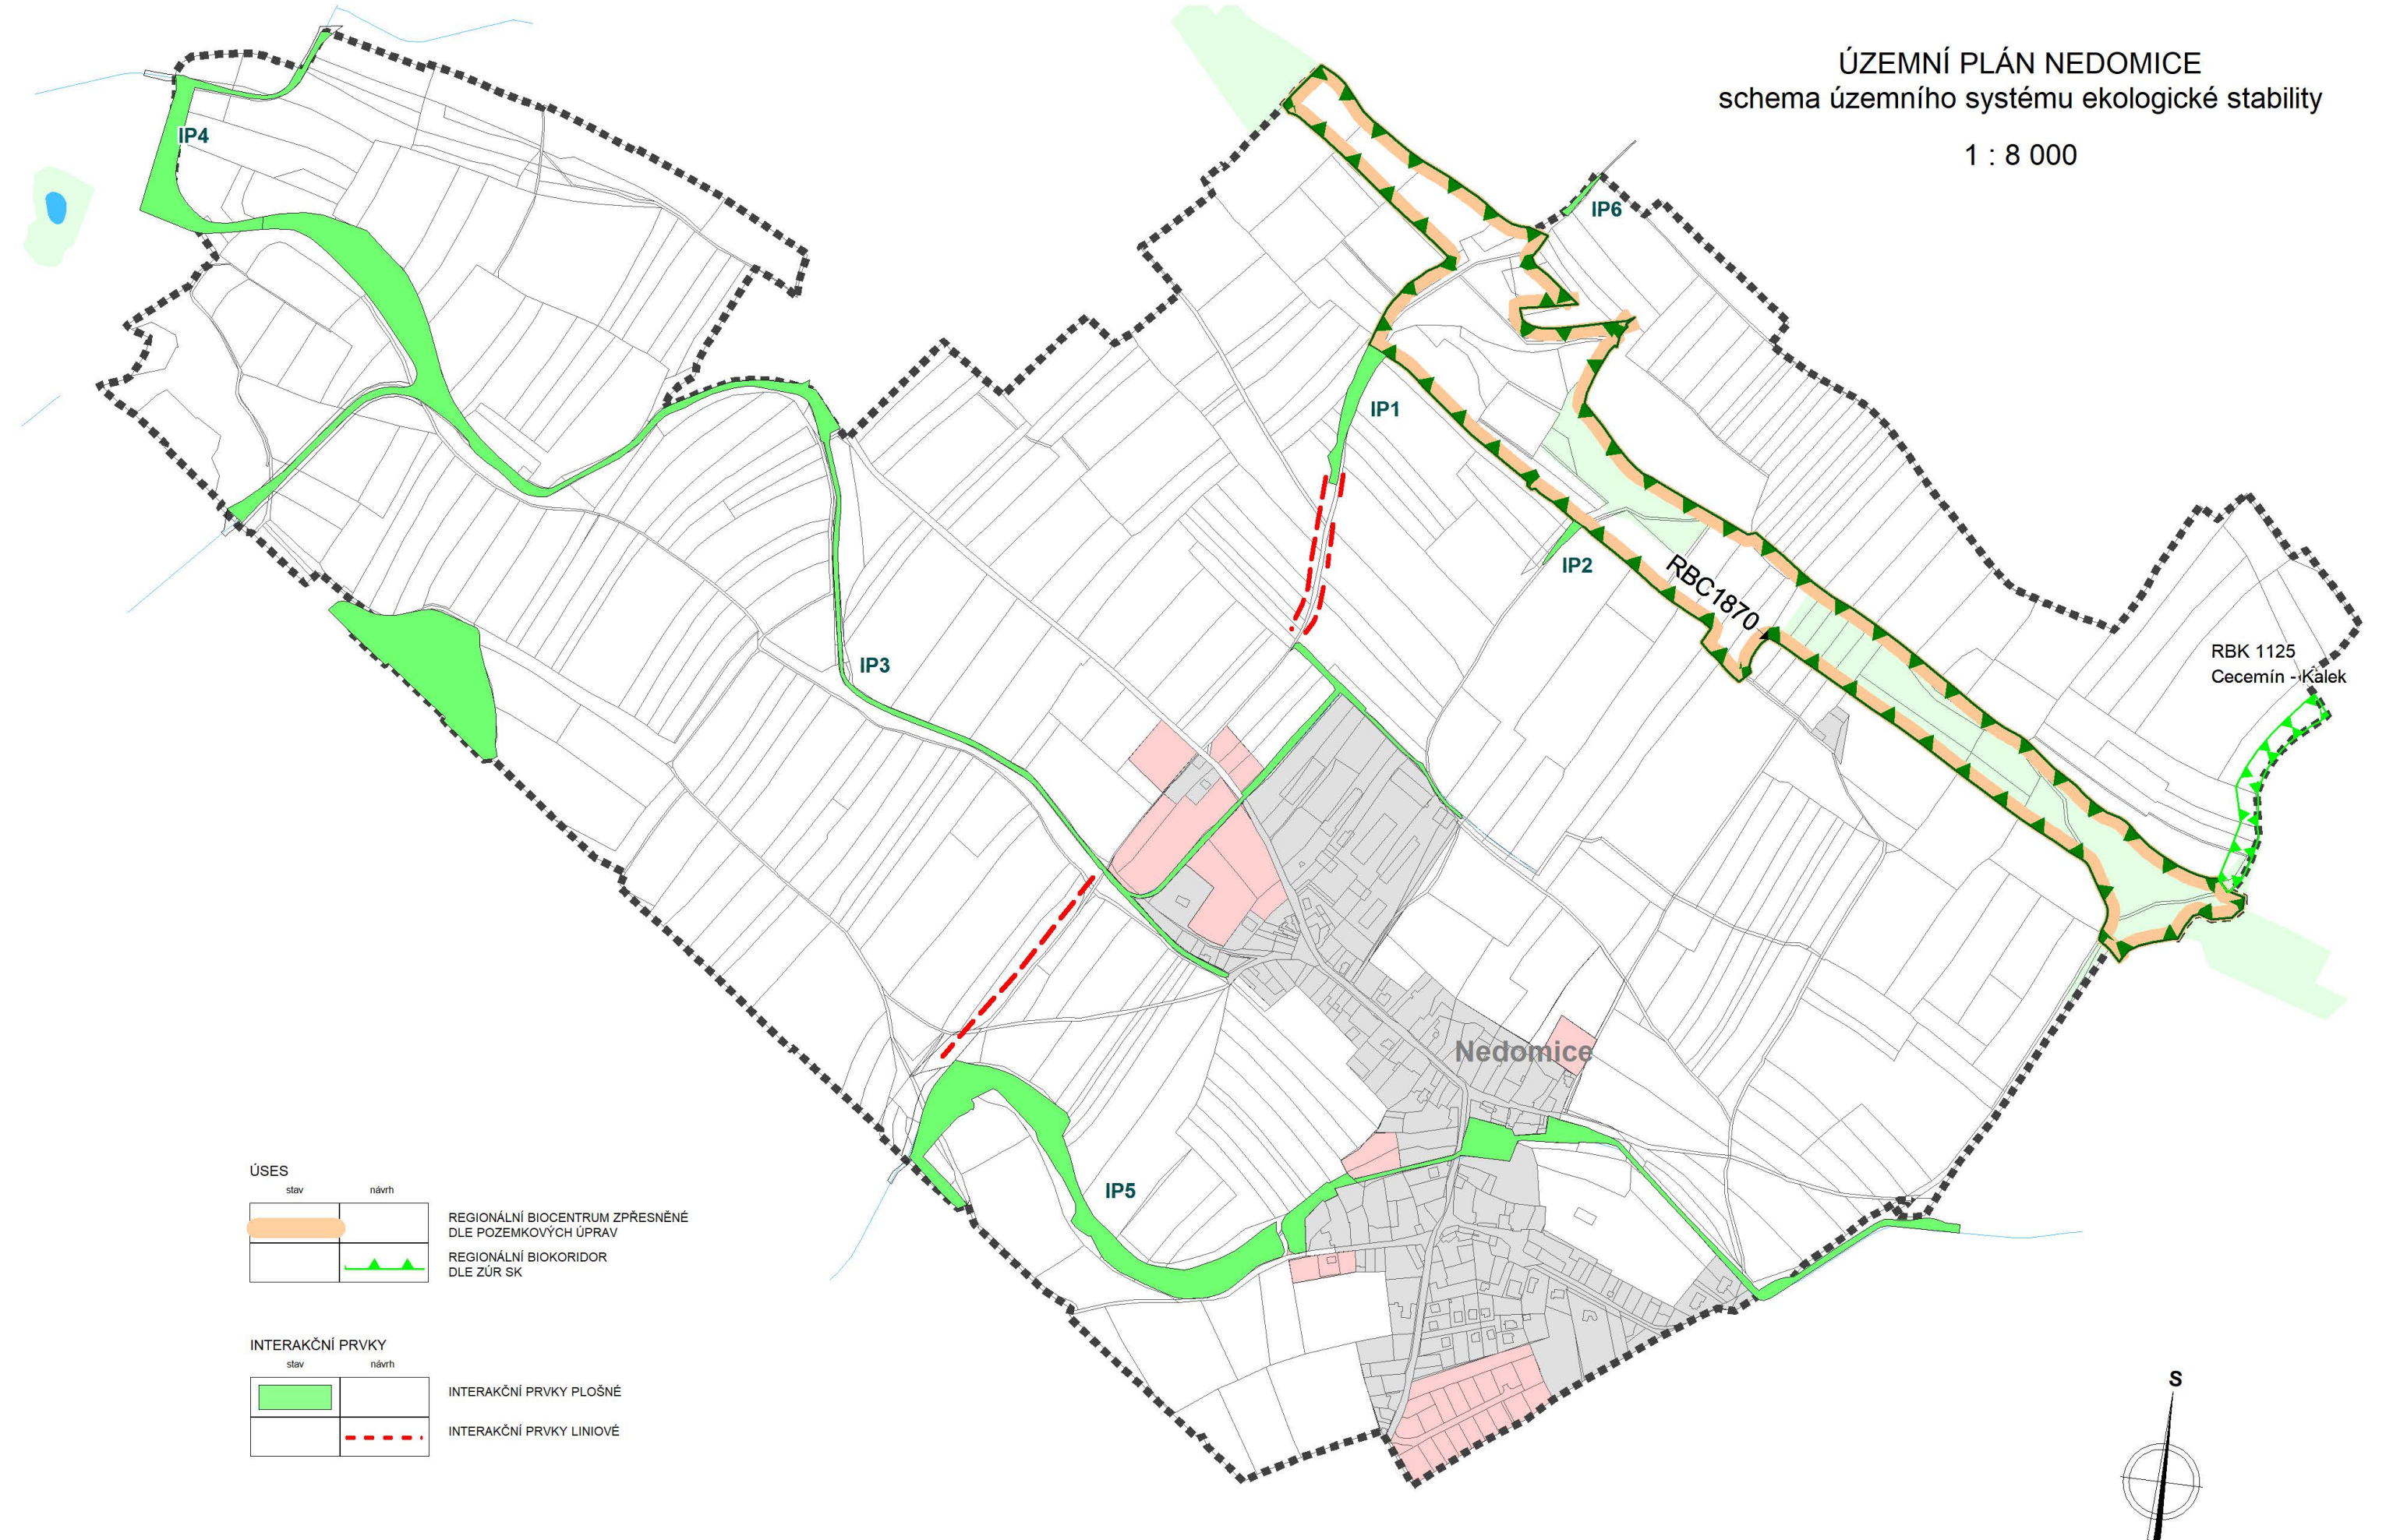 ÚZEMNÍ PLÁN NEDOMICE
schema územního systému ekologické stability
1 : 8 000
IP4
IP6
IP1
IP2
RBC1870
RBK 1125
Cecemín - Kálek
IP3
Nedomice
IP5
ÚSES
stav návrh
REGIONÁLNÍ BIOCENTRUM ZPŘESNĚNÉ
DLE POZEMKOVÝCH ÚPRAV
REGIONÁLNÍ BIOKORIDOR
DLE ZÚR SK
INTERAKČNÍ PRVKY
stav návrh
INTERAKČNÍ PRVKY PLOŠNÉ
INTERAKČNÍ PRVKY LINIOVÉ
S